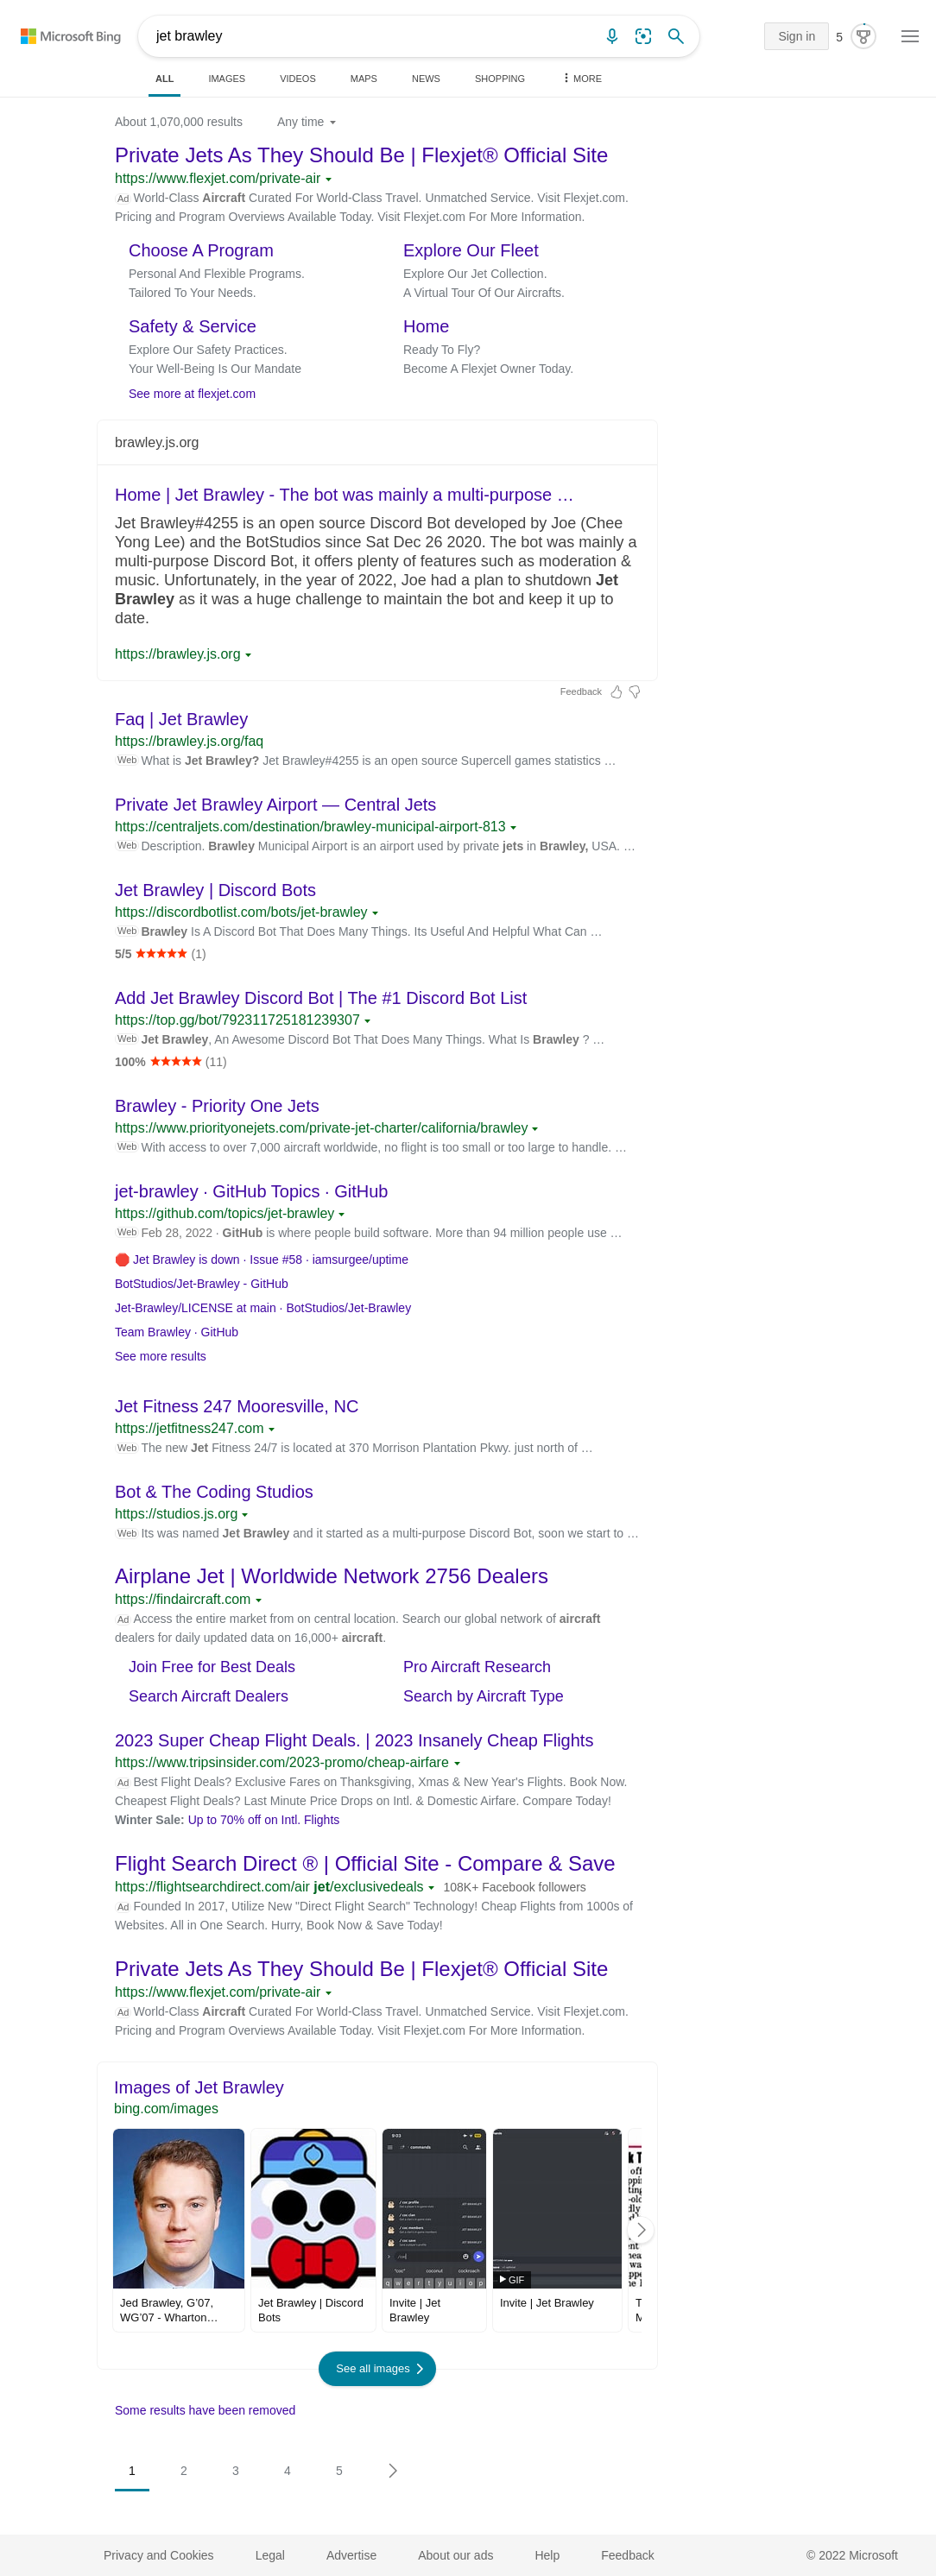 Microsoft Bing
jet brawley
Sign in
5
ALL IMAGES VIDEOS MAPS NEWS SHOPPING MORE
About 1,070,000 results Any time
Private Jets As They Should Be | Flexjet® Official Site
https://www.flexjet.com/private-air
Ad World-Class Aircraft Curated For World-Class Travel. Unmatched Service. Visit Flexjet.com.
Pricing and Program Overviews Available Today. Visit Flexjet.com For More Information.
Choose A Program
Personal And Flexible Programs.
Tailored To Your Needs.
Explore Our Fleet
Explore Our Jet Collection.
A Virtual Tour Of Our Aircrafts.
Safety & Service
Explore Our Safety Practices.
Your Well-Being Is Our Mandate
Home
Ready To Fly?
Become A Flexjet Owner Today.
See more at flexjet.com
brawley.js.org
Home | Jet Brawley - The bot was mainly a multi-purpose …
Jet Brawley#4255 is an open source Discord Bot developed by Joe (Chee
Yong Lee) and the BotStudios since Sat Dec 26 2020. The bot was mainly a
multi-purpose Discord Bot, it offers plenty of features such as moderation &
music. Unfortunately, in the year of 2022, Joe had a plan to shutdown Jet
Brawley as it was a huge challenge to maintain the bot and keep it up to
date.
https://brawley.js.org
Feedback
Faq | Jet Brawley
https://brawley.js.org/faq
Web What is Jet Brawley? Jet Brawley#4255 is an open source Supercell games statistics …
Private Jet Brawley Airport — Central Jets
https://centraljets.com/destination/brawley-municipal-airport-813
Web Description. Brawley Municipal Airport is an airport used by private jets in Brawley, USA. …
Jet Brawley | Discord Bots
https://discordbotlist.com/bots/jet-brawley
Web Brawley Is A Discord Bot That Does Many Things. Its Useful And Helpful What Can …
5/5 (1)
Add Jet Brawley Discord Bot | The #1 Discord Bot List
https://top.gg/bot/792311725181239307
Web Jet Brawley, An Awesome Discord Bot That Does Many Things. What Is Brawley ? …
100% (11)
Brawley - Priority One Jets
https://www.priorityonejets.com/private-jet-charter/california/brawley
Web With access to over 7,000 aircraft worldwide, no flight is too small or too large to handle. …
jet-brawley · GitHub Topics · GitHub
https://github.com/topics/jet-brawley
Web Feb 28, 2022 · GitHub is where people build software. More than 94 million people use …
Jet Brawley is down · Issue #58 · iamsurgee/uptime
BotStudios/Jet-Brawley - GitHub
Jet-Brawley/LICENSE at main · BotStudios/Jet-Brawley
Team Brawley · GitHub
See more results
Jet Fitness 247 Mooresville, NC
https://jetfitness247.com
Web The new Jet Fitness 24/7 is located at 370 Morrison Plantation Pkwy. just north of …
Bot & The Coding Studios
https://studios.js.org
Web Its was named Jet Brawley and it started as a multi-purpose Discord Bot, soon we start to …
Airplane Jet | Worldwide Network 2756 Dealers
https://findaircraft.com
Ad Access the entire market from on central location. Search our global network of aircraft
dealers for daily updated data on 16,000+ aircraft.
Join Free for Best Deals
Pro Aircraft Research
Search Aircraft Dealers
Search by Aircraft Type
2023 Super Cheap Flight Deals. | 2023 Insanely Cheap Flights
https://www.tripsinsider.com/2023-promo/cheap-airfare
Ad Best Flight Deals? Exclusive Fares on Thanksgiving, Xmas & New Year's Flights. Book Now.
Cheapest Flight Deals? Last Minute Price Drops on Intl. & Domestic Airfare. Compare Today!
Winter Sale: Up to 70% off on Intl. Flights
Flight Search Direct ® | Official Site - Compare & Save
https://flightsearchdirect.com/air jet/exclusivedeals 108K+ Facebook followers
Ad Founded In 2017, Utilize New "Direct Flight Search" Technology! Cheap Flights from 1000s of
Websites. All in One Search. Hurry, Book Now & Save Today!
Private Jets As They Should Be | Flexjet® Official Site
https://www.flexjet.com/private-air
Ad World-Class Aircraft Curated For World-Class Travel. Unmatched Service. Visit Flexjet.com.
Pricing and Program Overviews Available Today. Visit Flexjet.com For More Information.
Images of Jet Brawley
bing.com/images
commands
GIF
Jed Brawley, G'07,
WG'07 - Wharton…
Jet Brawley | Discord
Bots
Invite | Jet
Brawley
Invite | Jet Brawley
See all images
Some results have been removed
1 2 3 4 5
Privacy and Cookies Legal Advertise About our ads Help Feedback © 2022 Microsoft